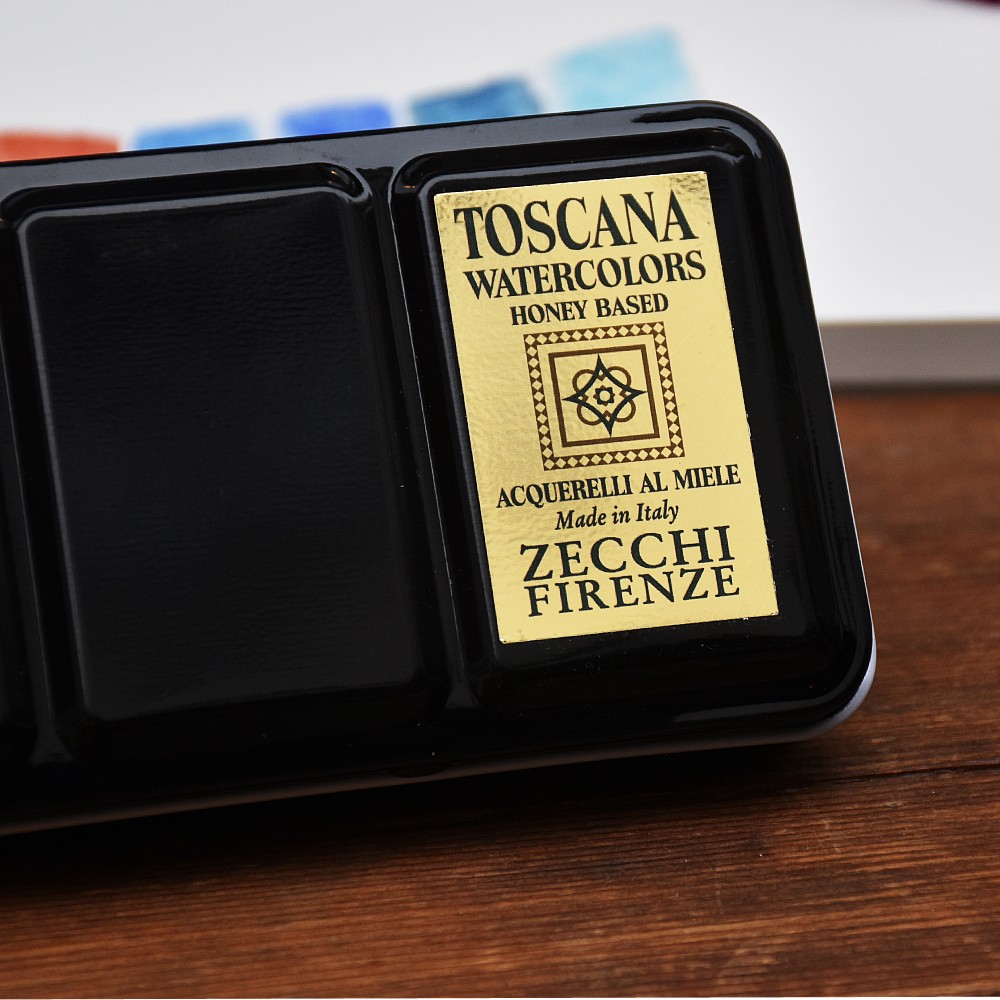 TOSCANA
WATERCOLORS
HONEY BASED
ACQUERELLI AL MIELE
Made in Italy
ZECCHI
FIRENZE